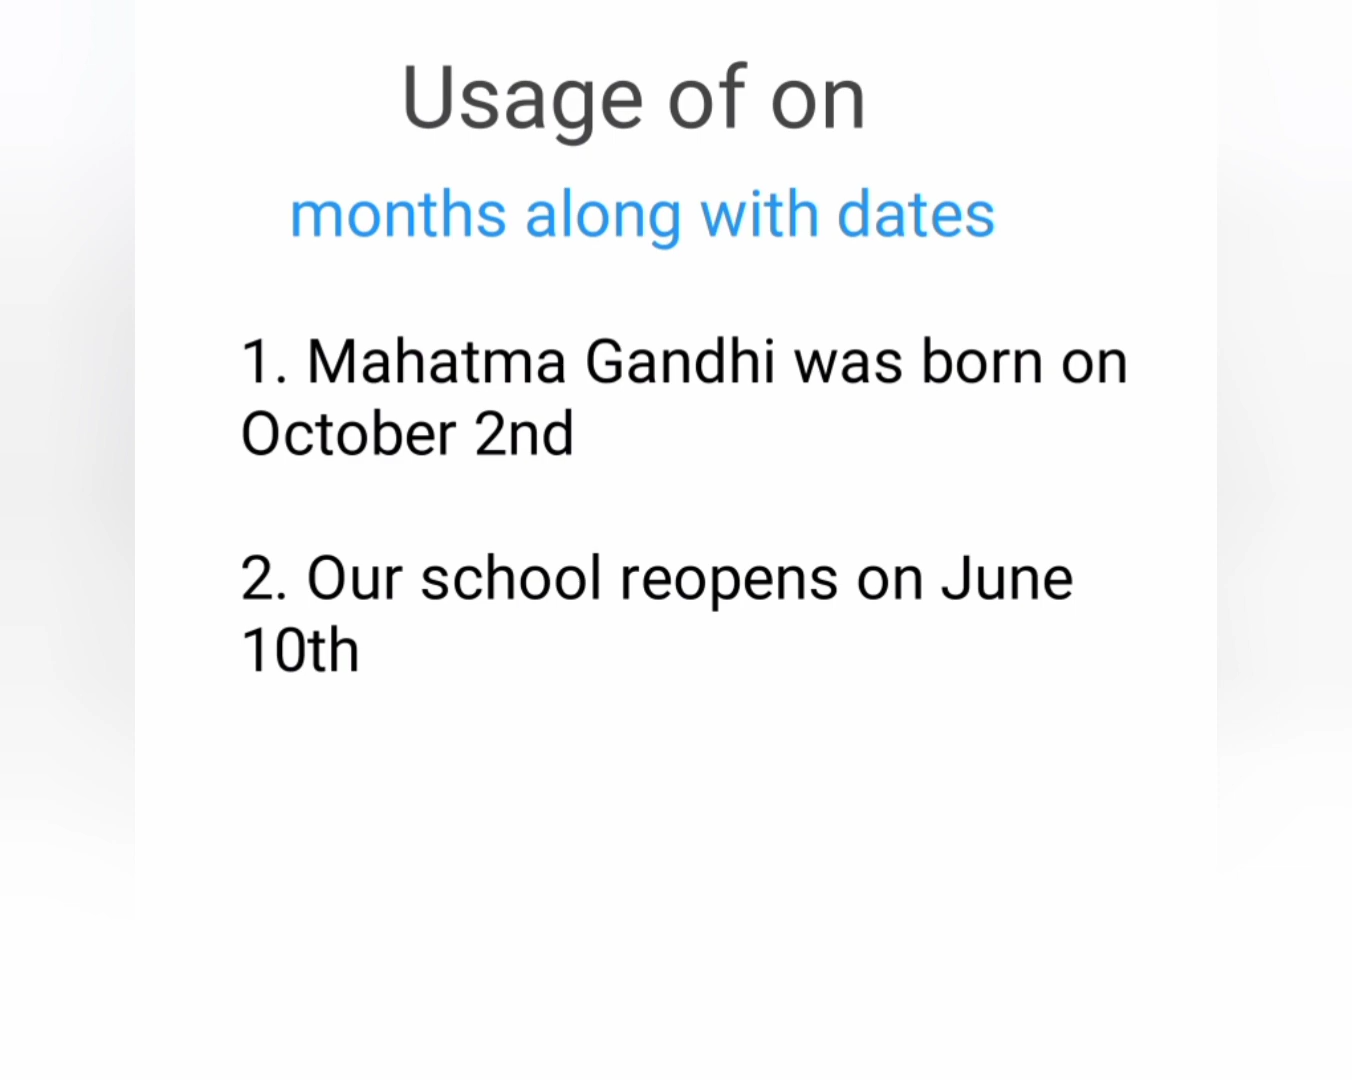 Usage of on
months along with dates
1. Mahatma Gandhi was born on
October 2nd
2. Our school reopens on June
10th